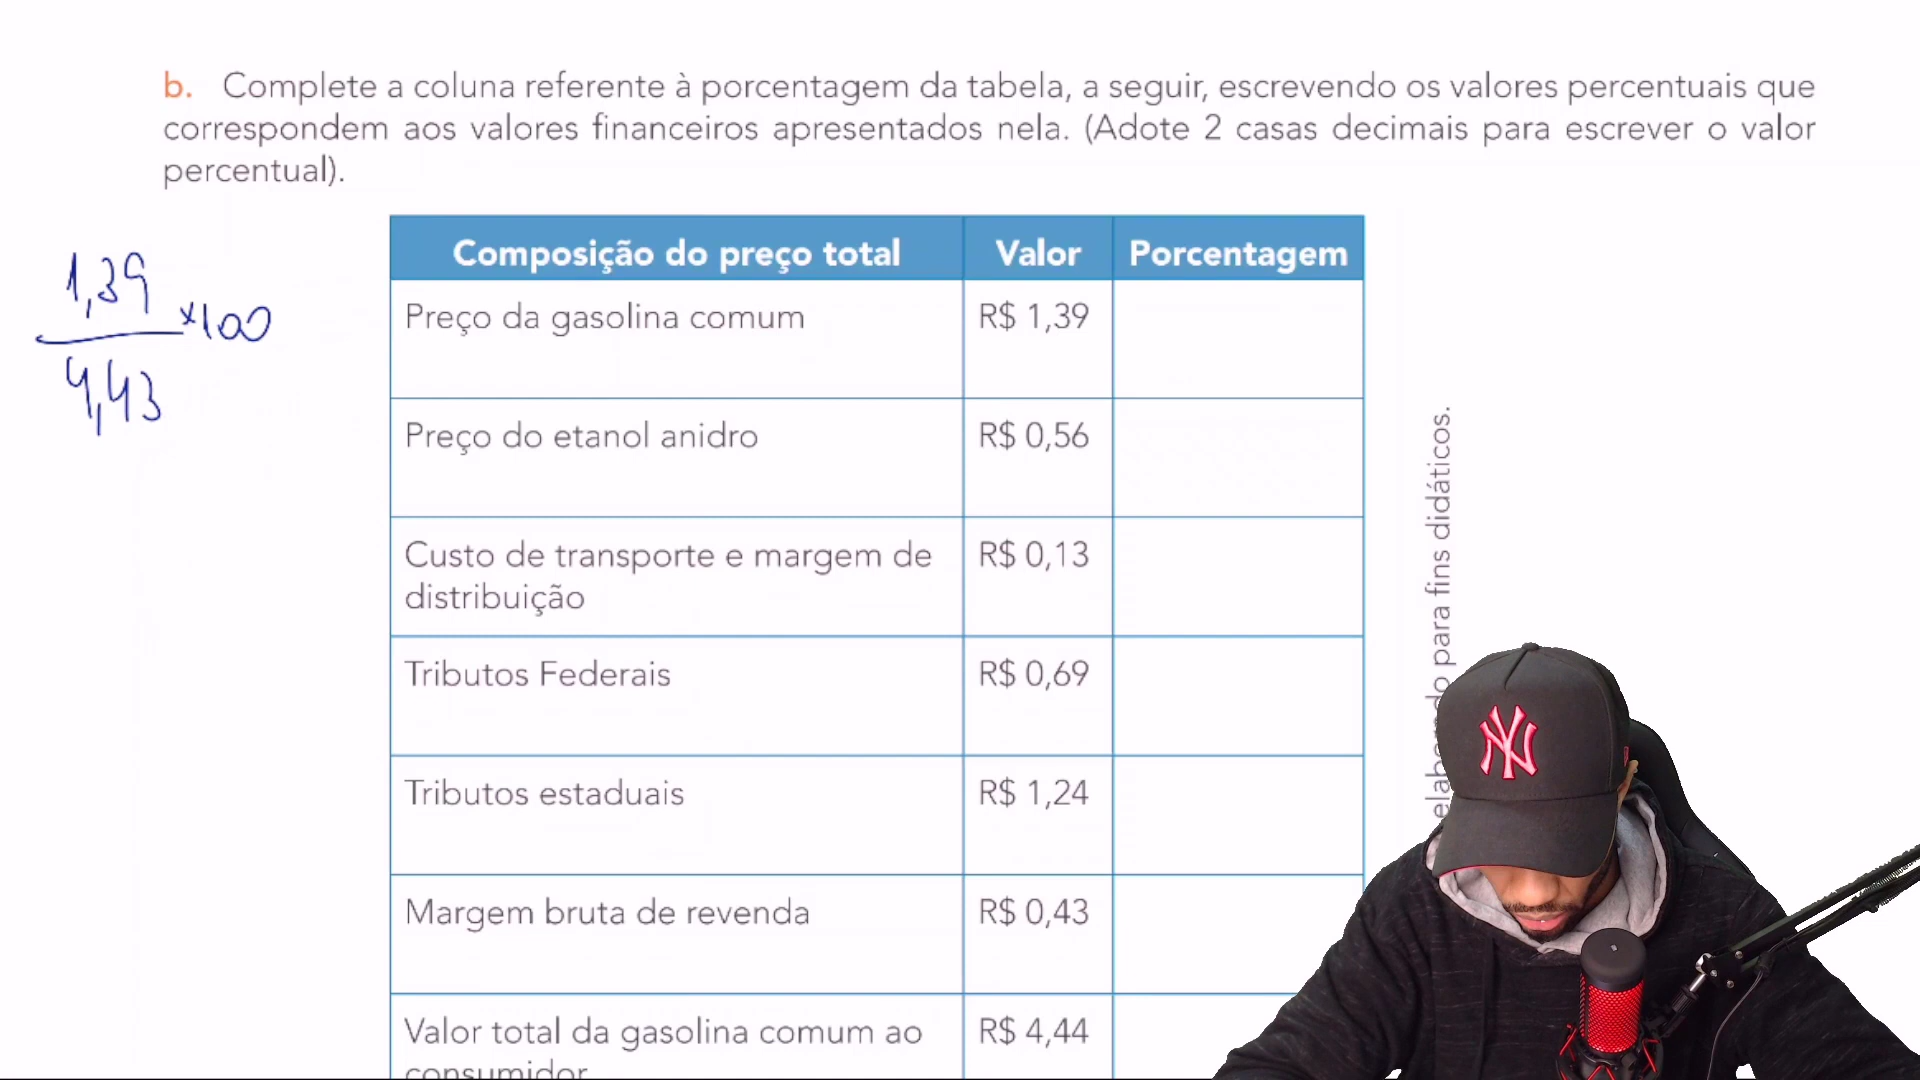 b. Complete a coluna referente à porcentagem da tabela, a seguir, escrevendo os valores percentuais que
correspondem aos valores financeiros apresentados nela. (Adote 2 casas decimais para escrever o valor
percentual).
1,39
×100
4,43
Composição do preço total Valor Porcentagem
Preço da gasolina comum R$ 1,39
Preço do etanol anidro R$ 0,56
Custo de transporte e margem de R$ 0,13
distribuição
Tributos Federais R$ 0,69
Tributos estaduais R$ 1,24
Margem bruta de revenda R$ 0,43
Valor total da gasolina comum ao R$ 4,44
consumidor
para fins didáticos.
NY